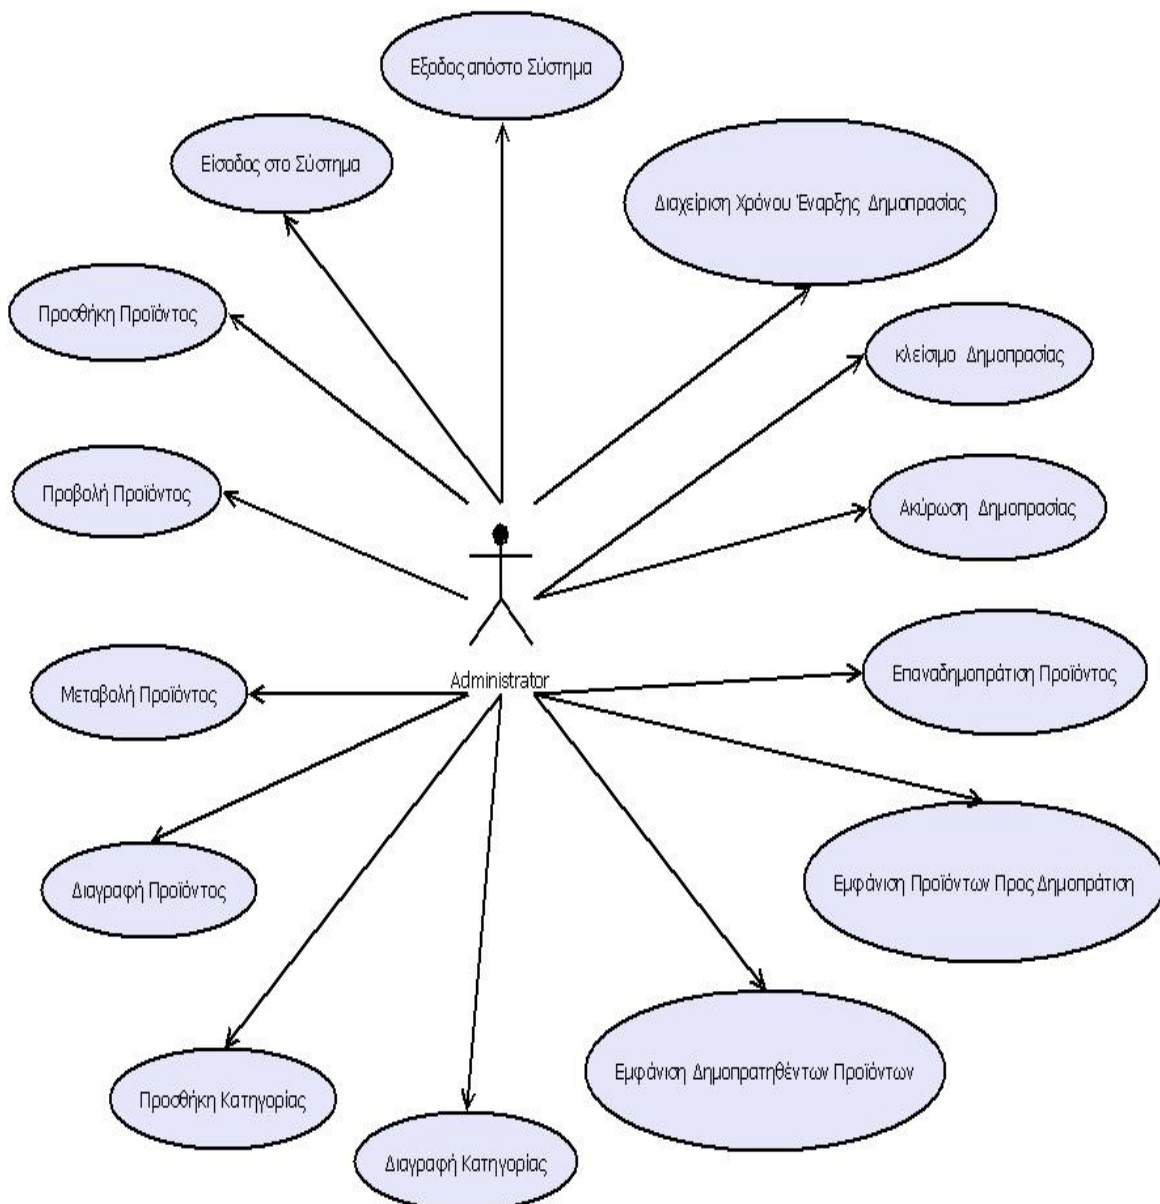 Εξοδος απόστο Σύστημα
Είσοδος στο Σύστημα
Διαχείριση Χρόνου Έναρξης Δημοπρασίας
Προσθήκη Προϊόντος
κλείσιμο Δημοπρασίας
Προβολή Προϊόντος
Ακύρωση Δημοπρασίας
Administrator
Μεταβολή Προϊόντος
Επαναδημοπράτιση Προϊόντος
Διαγραφή Προϊόντος
Εμφάνιση Προϊόντων Προς Δημοπράτιση
Εμφάνιση Δημοπρατηθέντων Προϊόντων
Προσθήκη Κατηγορίας
Διαγραφή Κατηγορίας